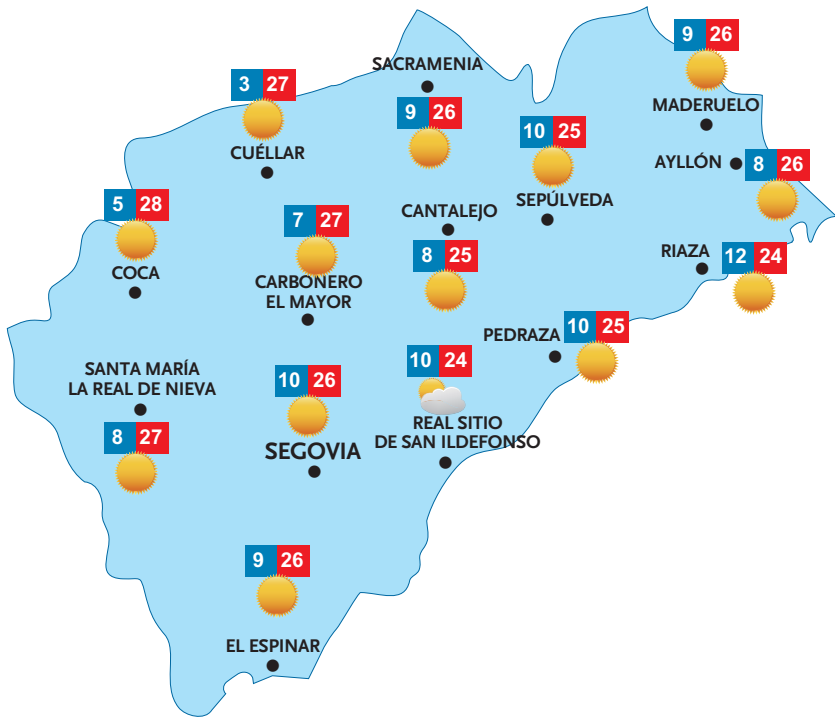 9 26
MADERUELO
SACRAMENIA
9 26
3 27
CUÉLLAR
10 25
SEPÚLVEDA
AYLLÓN
8 26
5 28
COCA
7 27
CARBONERO
EL MAYOR
CANTALEJO
8 25
RIAZA
12 24
PEDRAZA
10 25
SANTA MARÍA
LA REAL DE NIEVA
8 27
10 26
SEGOVIA
10 24
REAL SITIO
DE SAN ILDEFONSO
9 26
EL ESPINAR